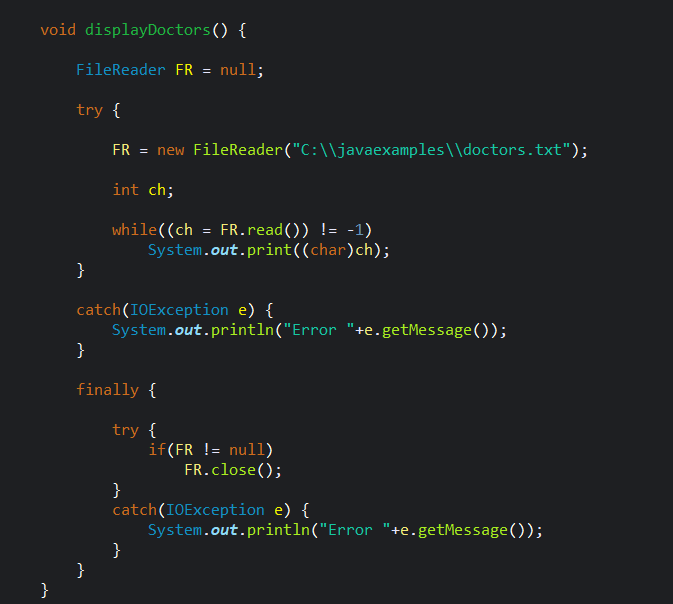 void displayDoctors() {
FileReader FR = null;
try {
FR = new FileReader("C:\\javaexamples\\doctors.txt");
int ch;
while((ch = FR.read()) != -1)
System.out.print((char)ch);
}
catch(IOException e) {
System.out.println("Error "+e.getMessage());
}
finally {
try {
if(FR != null)
FR.close();
}
catch(IOException e) {
System.out.println("Error "+e.getMessage());
}
}
}